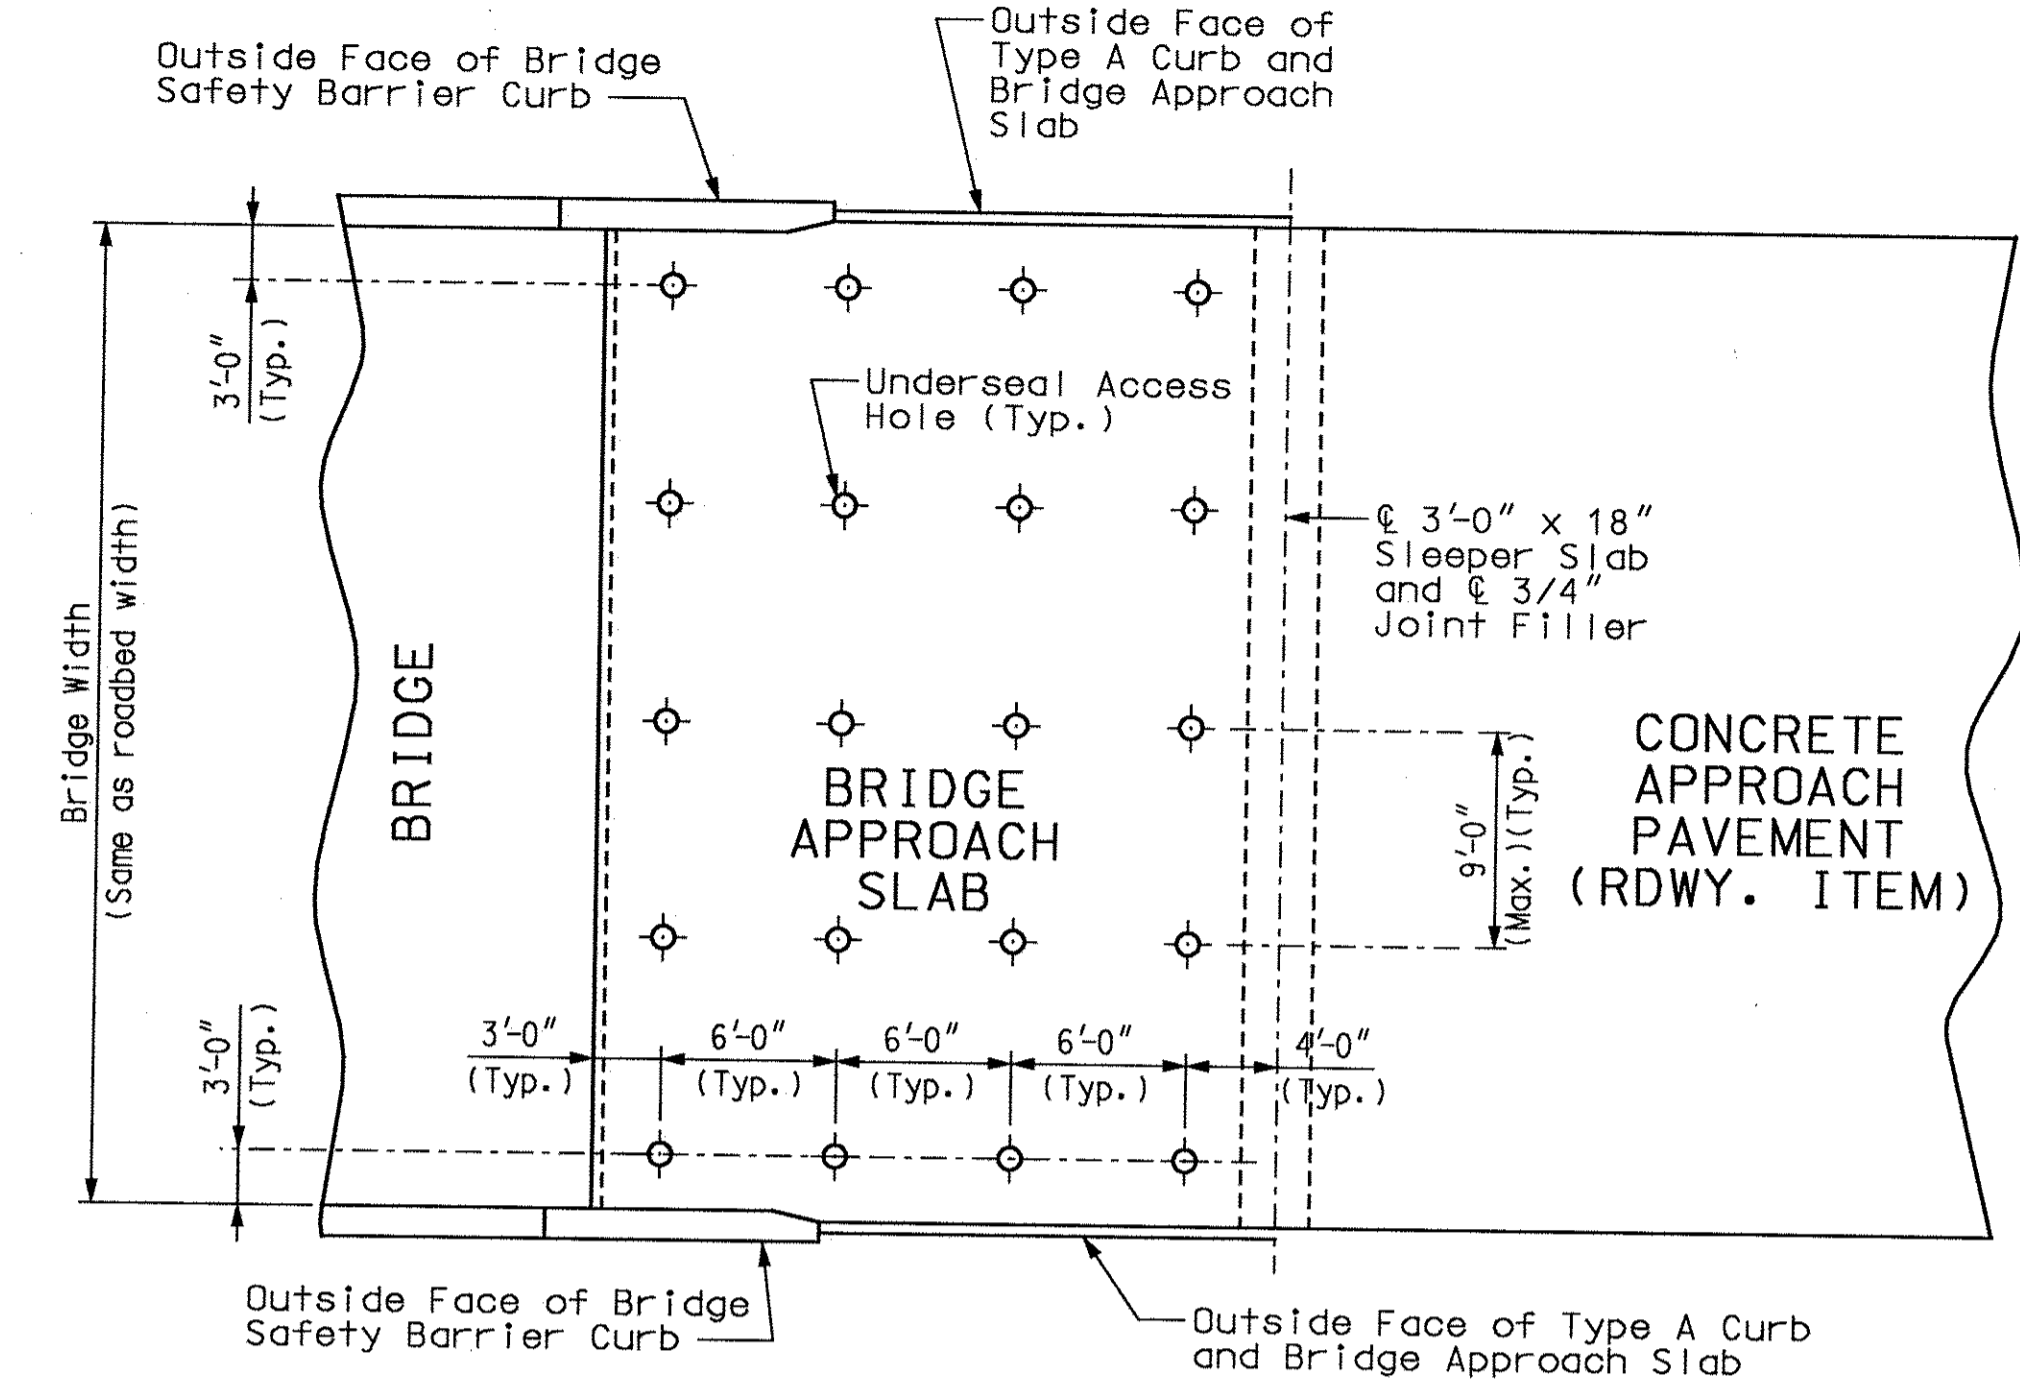 Outside Face of Bridge
Safety Barrier Curb
Outside Face of
Type A Curb and
Bridge Approach
Slab
3'-0"
(Typ.)
Underseal Access
Hole (Typ.)
Bridge Width
(Same as roadbed width)
BRIDGE
℄ 3'-0" x 18"
Sleeper Slab
and ℄ 3/4"
Joint Filler
BRIDGE
APPROACH
SLAB
9'-0"
(Max.)(Typ.)
CONCRETE
APPROACH
PAVEMENT
(RDWY. ITEM)
3'-0"
(Typ.)
3'-0"
(Typ.)
6'-0"
(Typ.)
6'-0"
(Typ.)
6'-0"
(Typ.)
4'-0"
(Typ.)
Outside Face of Bridge
Safety Barrier Curb
Outside Face of Type A Curb
and Bridge Approach Slab